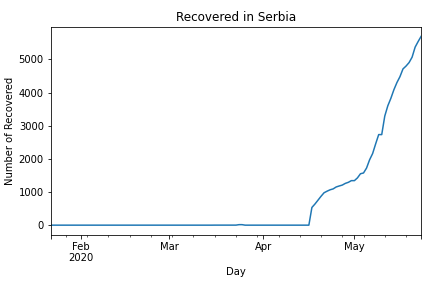 Recovered in Serbia
Number of Recovered
5000
4000
3000
2000
1000
0
Feb
2020
Mar
Apr
May
Day